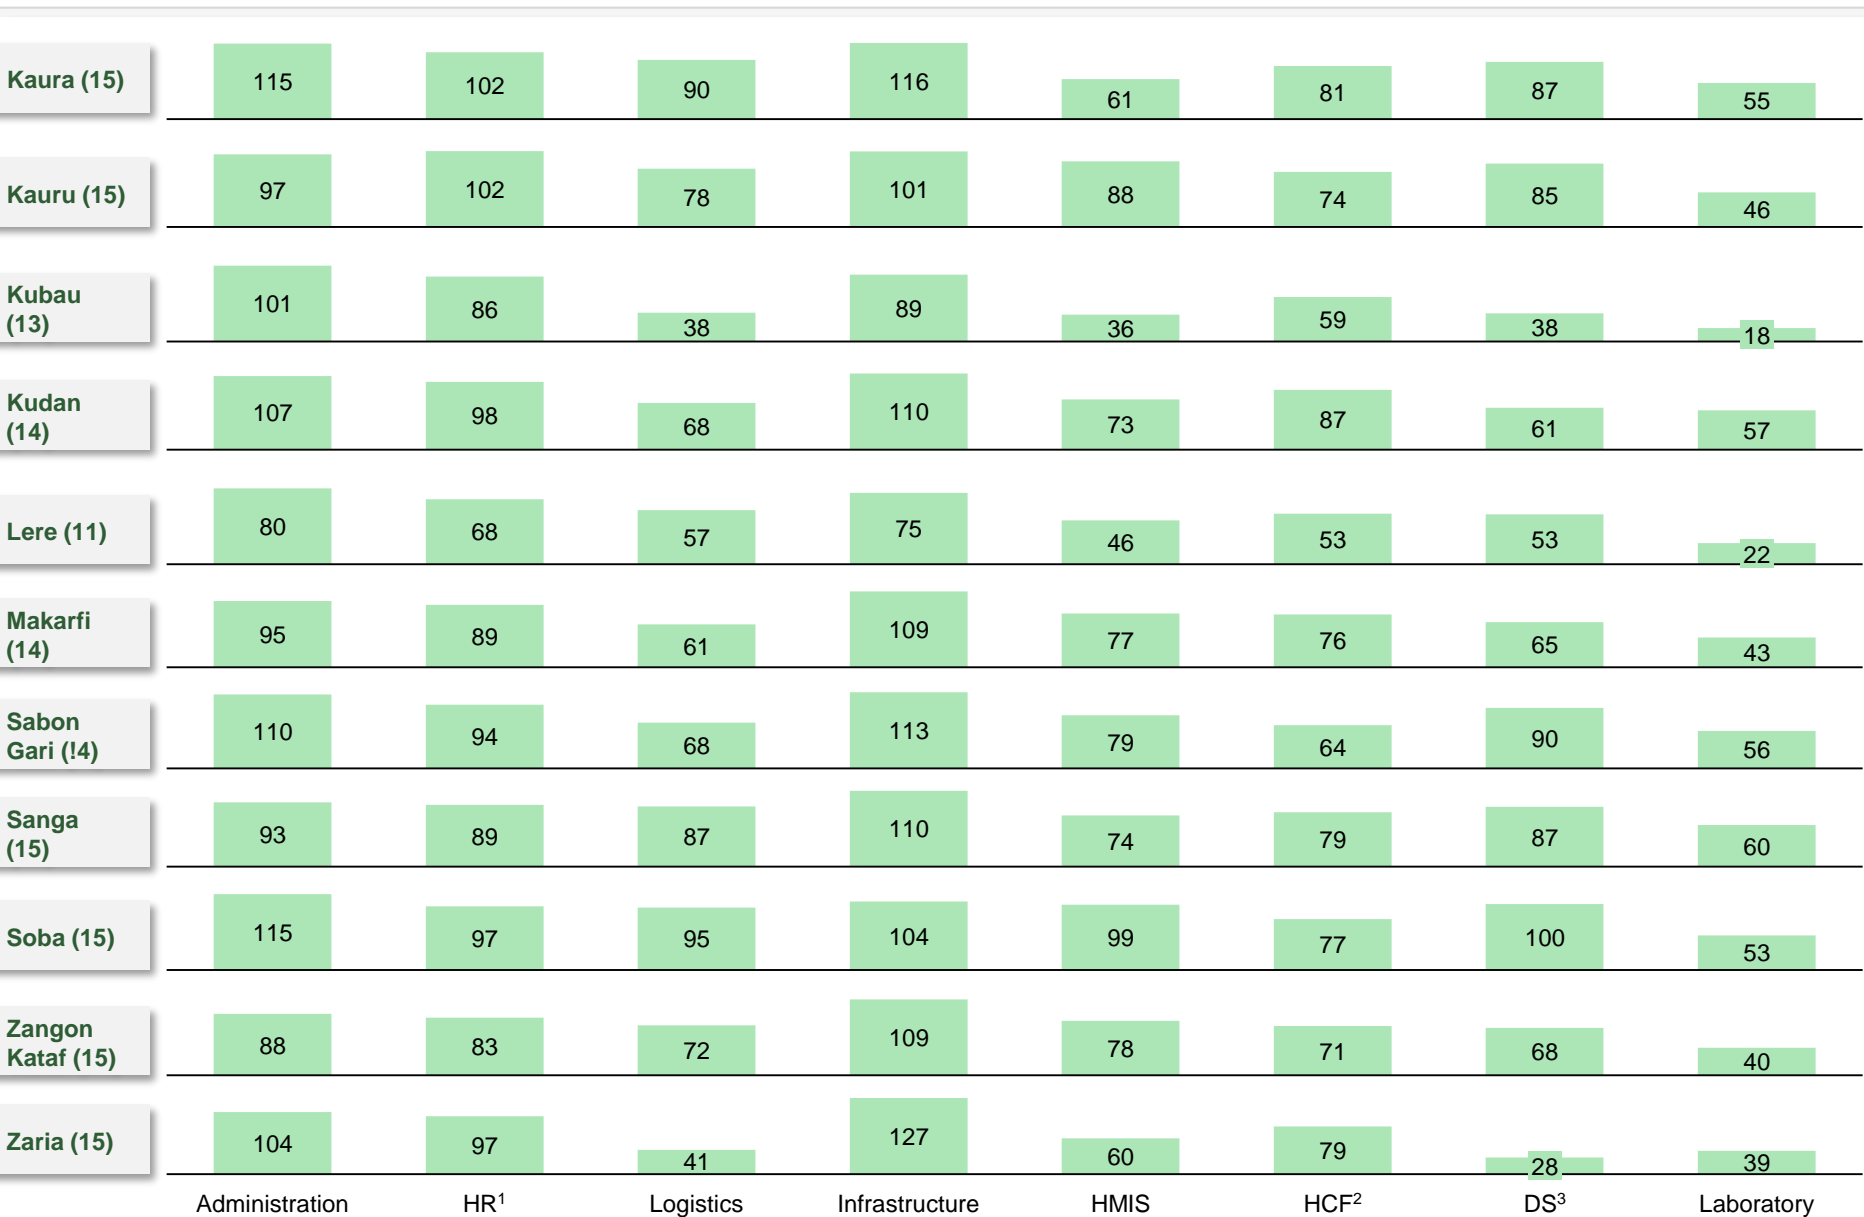 Kaura (15)
115 102 90 116 61 81 87 55
Kauru (15)
97 102 78 101 88 74 85 46
Kubau
(13)
101 86 38 89 36 59 38 18
Kudan
(14)
107 98 68 110 73 87 61 57
Lere (11)
80 68 57 75 46 53 53 22
Makarfi
(14)
95 89 61 109 77 76 65 43
Sabon
Gari (!4)
110 94 68 113 79 64 90 56
Sanga
(15)
93 89 87 110 74 79 87 60
Soba (15)
115 97 95 104 99 77 100 53
Zangon
Kataf (15)
88 83 72 109 78 71 68 40
Zaria (15)
104 97 41 127 60 79 28 39
Administration HR¹ Logistics Infrastructure HMIS HCF² DS³ Laboratory